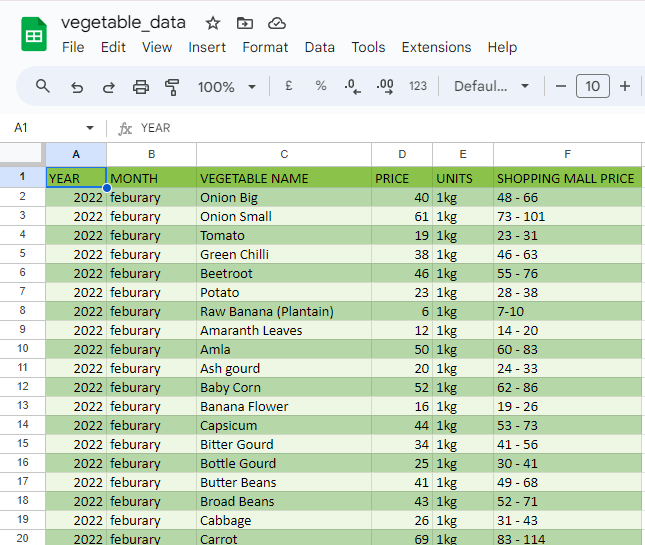 vegetable_data
File Edit View Insert Format Data Tools Extensions Help
100% £ % .0 .00 123 Defaul... − 10 +
A1 fx YEAR
A B C D E F
1 YEAR MONTH VEGETABLE NAME PRICE UNITS SHOPPING MALL PRICE
2 2022 feburary Onion Big 40 1kg 48 - 66
3 2022 feburary Onion Small 61 1kg 73 - 101
4 2022 feburary Tomato 19 1kg 23 - 31
5 2022 feburary Green Chilli 38 1kg 46 - 63
6 2022 feburary Beetroot 46 1kg 55 - 76
7 2022 feburary Potato 23 1kg 28 - 38
8 2022 feburary Raw Banana (Plantain) 6 1kg 7-10
9 2022 feburary Amaranth Leaves 12 1kg 14 - 20
10 2022 feburary Amla 50 1kg 60 - 83
11 2022 feburary Ash gourd 20 1kg 24 - 33
12 2022 feburary Baby Corn 52 1kg 62 - 86
13 2022 feburary Banana Flower 16 1kg 19 - 26
14 2022 feburary Capsicum 44 1kg 53 - 73
15 2022 feburary Bitter Gourd 34 1kg 41 - 56
16 2022 feburary Bottle Gourd 25 1kg 30 - 41
17 2022 feburary Butter Beans 41 1kg 49 - 68
18 2022 feburary Broad Beans 43 1kg 52 - 71
19 2022 feburary Cabbage 26 1kg 31 - 43
20 2022 feburary Carrot 69 1kg 83 - 114